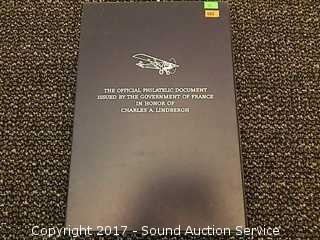 THE OFFICIAL PHILATELIC DOCUMENT
ISSUED BY THE GOVERNMENT OF FRANCE
IN HONOR OF
CHARLES A. LINDBERGH
Copyright 2017 - Sound Auction Service